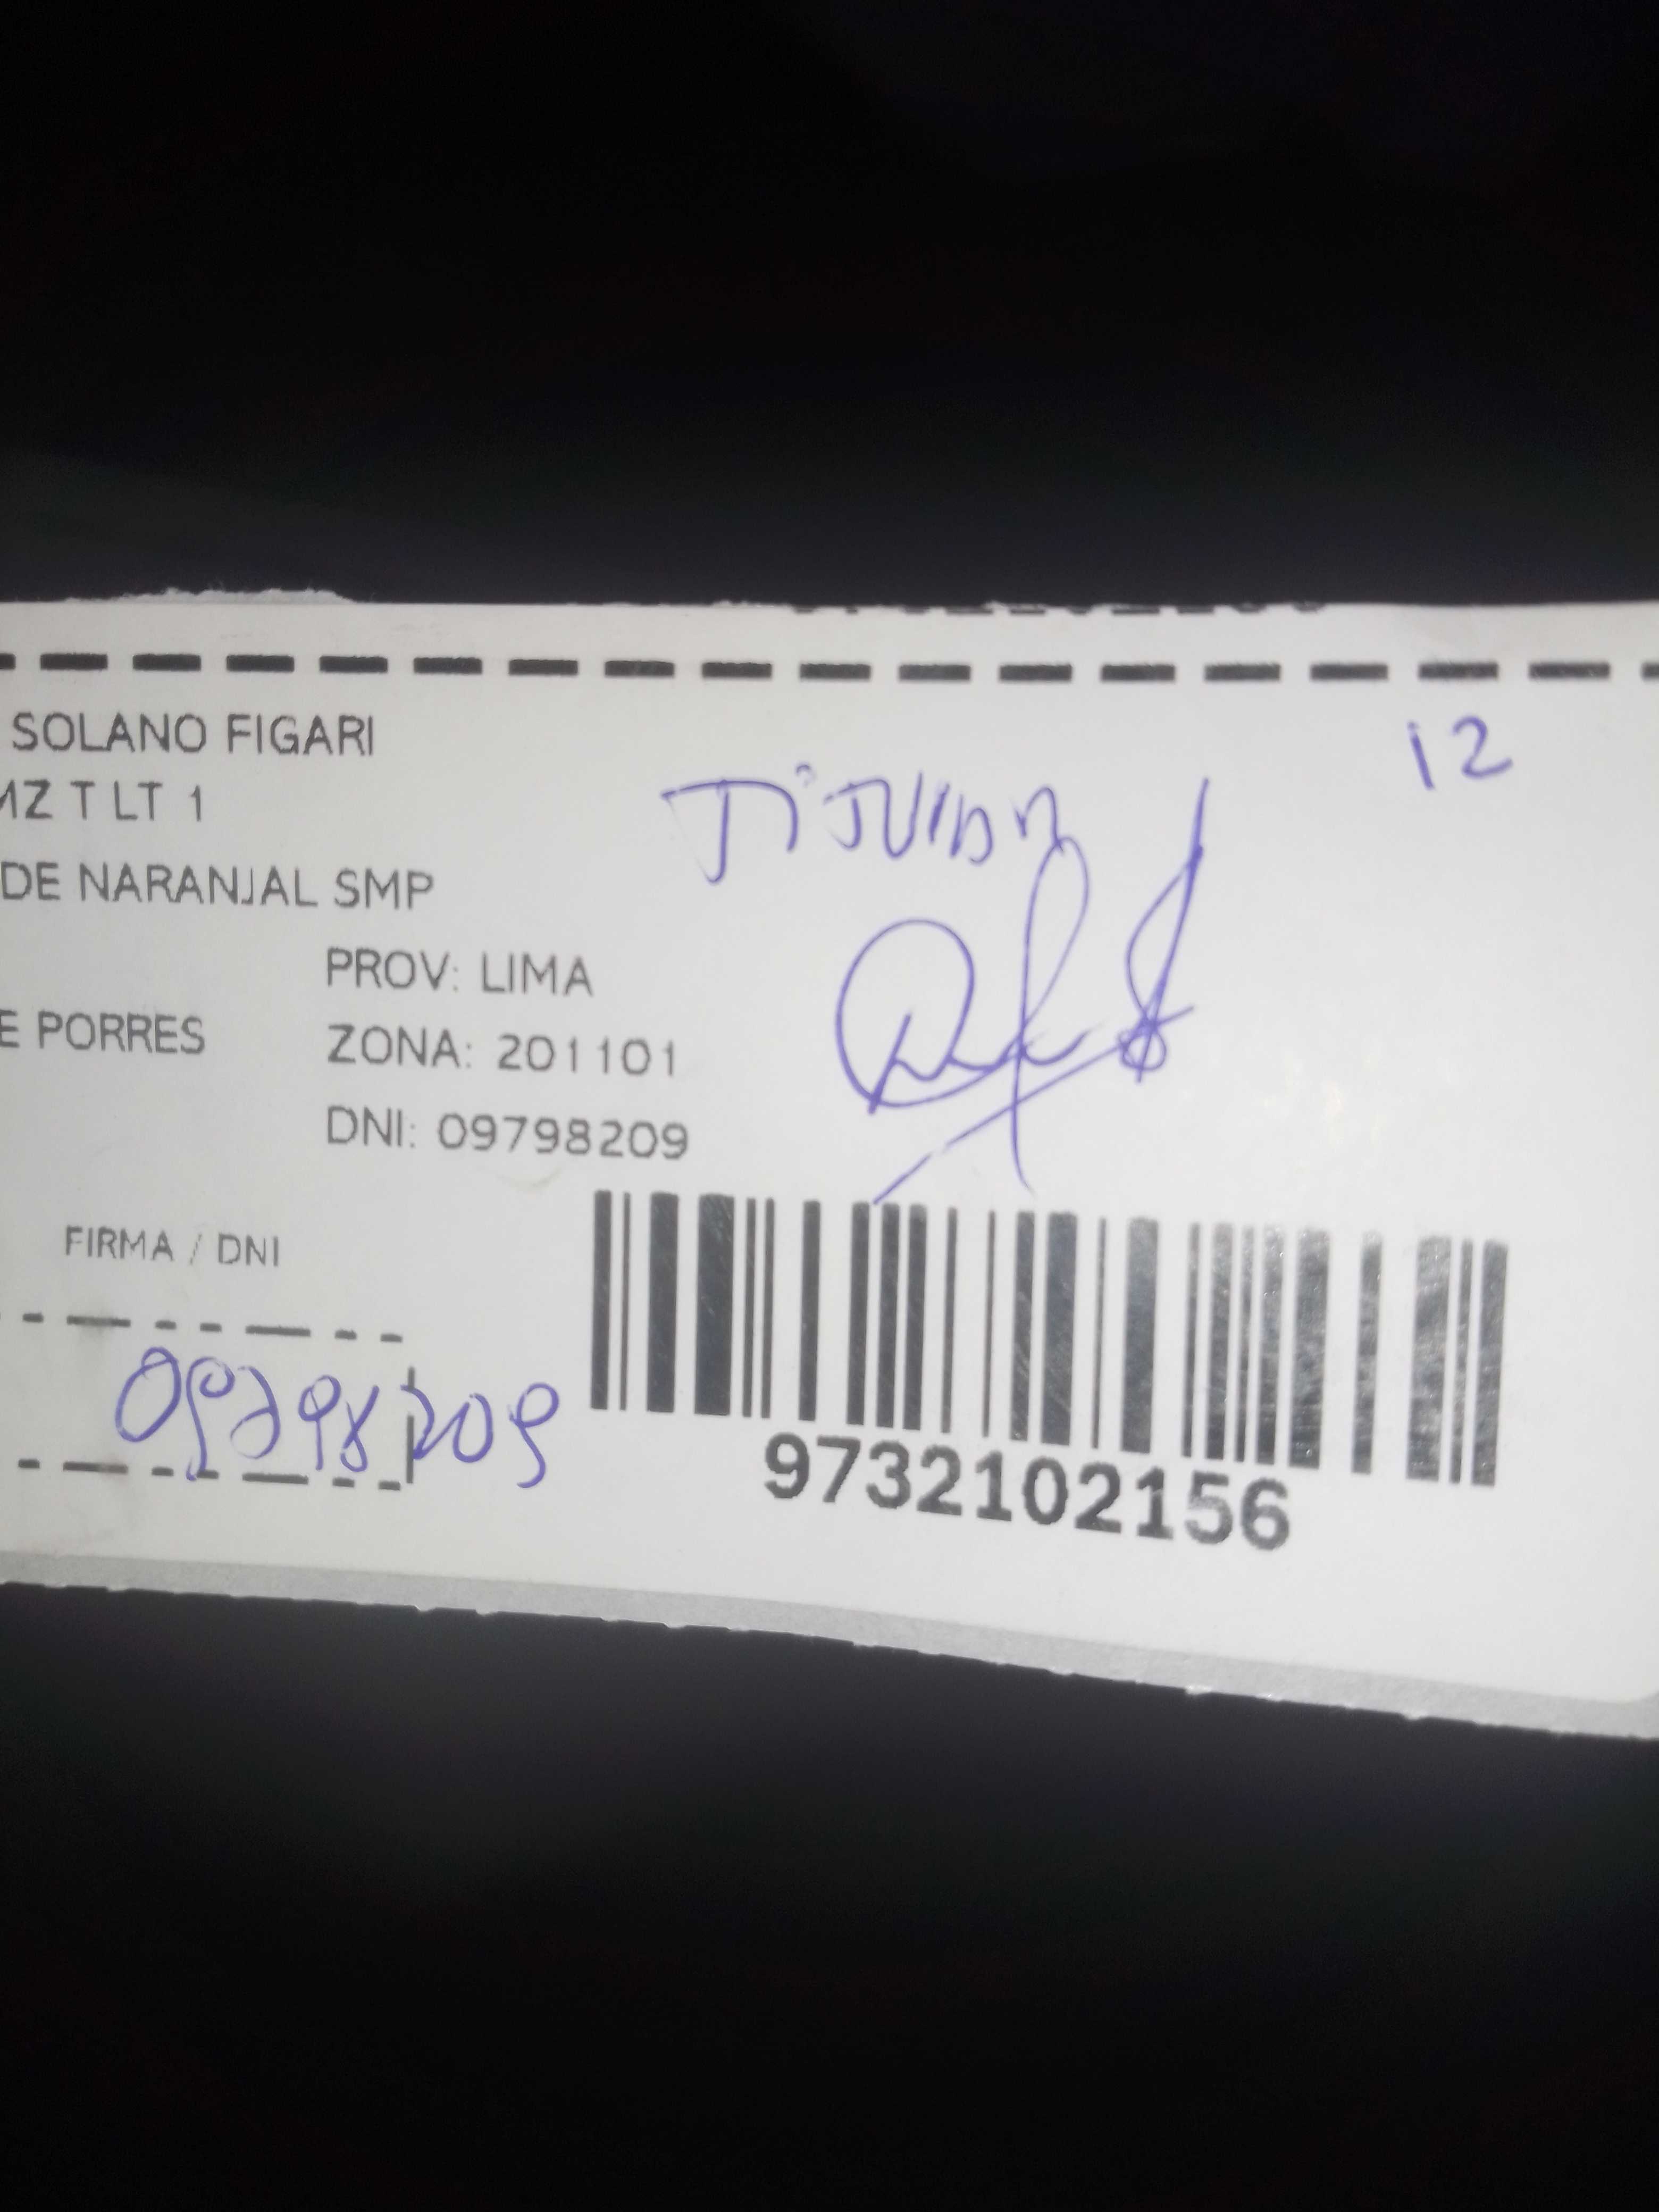 SOLANO FIGARI
12
MZ T LT 1
TiTULAR
DE NARANJAL SMP
PROV: LIMA
E PORRES
ZONA: 201101
DNI: 09798209
FIRMA / DNI
09798209
9732102156